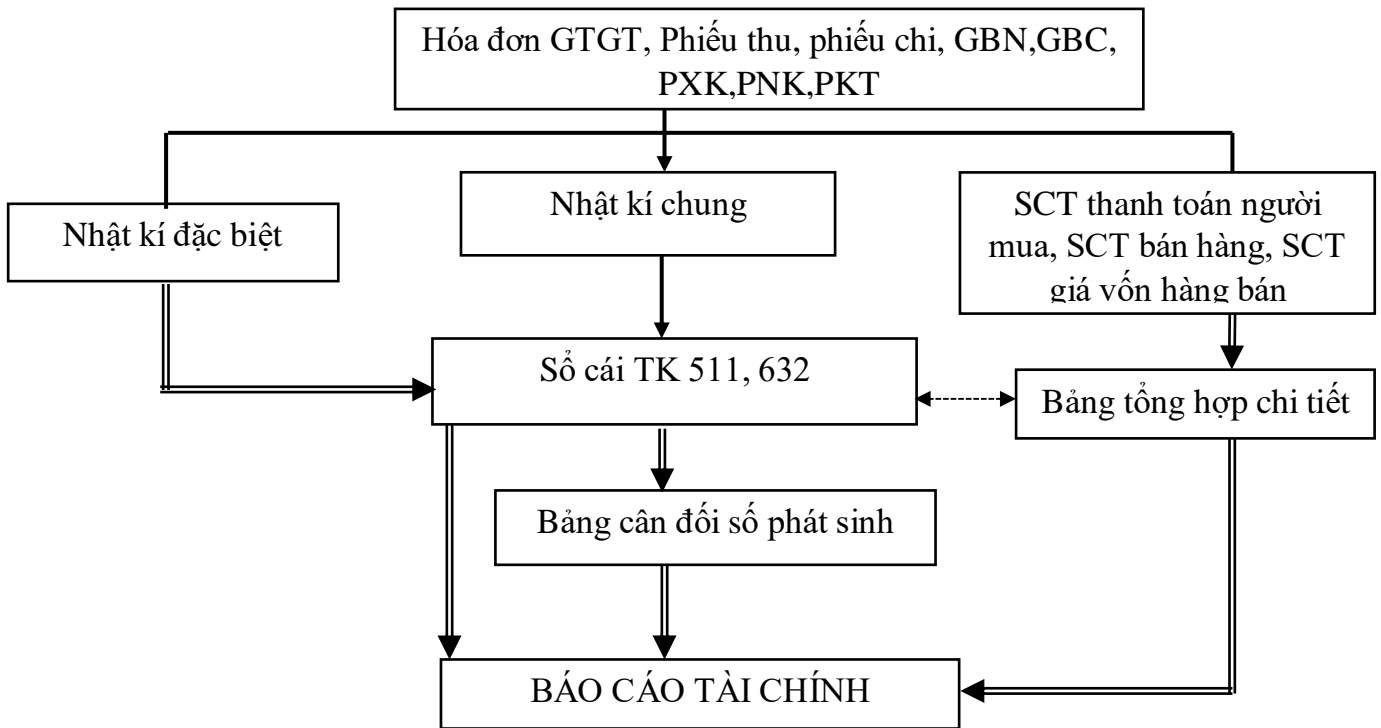 Hóa đơn GTGT, Phiếu thu, phiếu chi, GBN,GBC,
PXK,PNK,PKT
Nhật kí đặc biệt
Nhật kí chung
SCT thanh toán người
mua, SCT bán hàng, SCT
giá vốn hàng bán
Sổ cái TK 511, 632
Bảng tổng hợp chi tiết
Bảng cân đối số phát sinh
BÁO CÁO TÀI CHÍNH